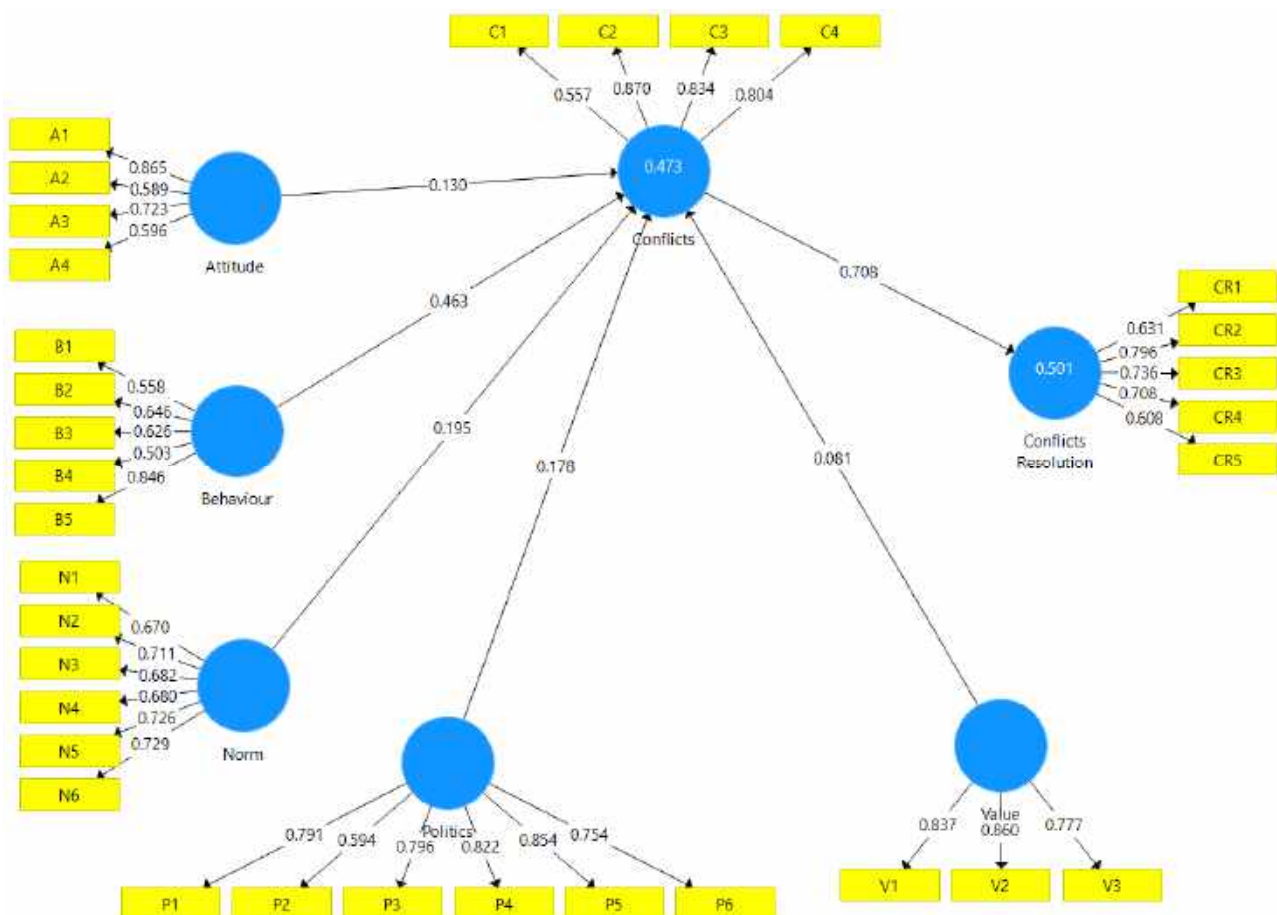 C1
C2
C3
C4
0.557
0.870
0.834
0.804
0.473
Conflicts
A1
A2
A3
A4
0.865
0.589
0.723
0.596
Attitude
0.130
B1
B2
B3
B4
B5
0.558
0.646
0.626
0.503
0.846
Behaviour
0.463
N1
N2
N3
N4
N5
N6
0.670
0.711
0.682
0.680
0.726
0.729
Norm
0.195
0.178
0.081
0.708
0.501
Conflicts
Resolution
0.631
0.796
0.736
0.708
0.608
CR1
CR2
CR3
CR4
CR5
Politics
0.791
0.594
0.796
0.822
0.854
0.754
P1
P2
P3
P4
P5
P6
Value
0.837
0.860
0.777
V1
V2
V3